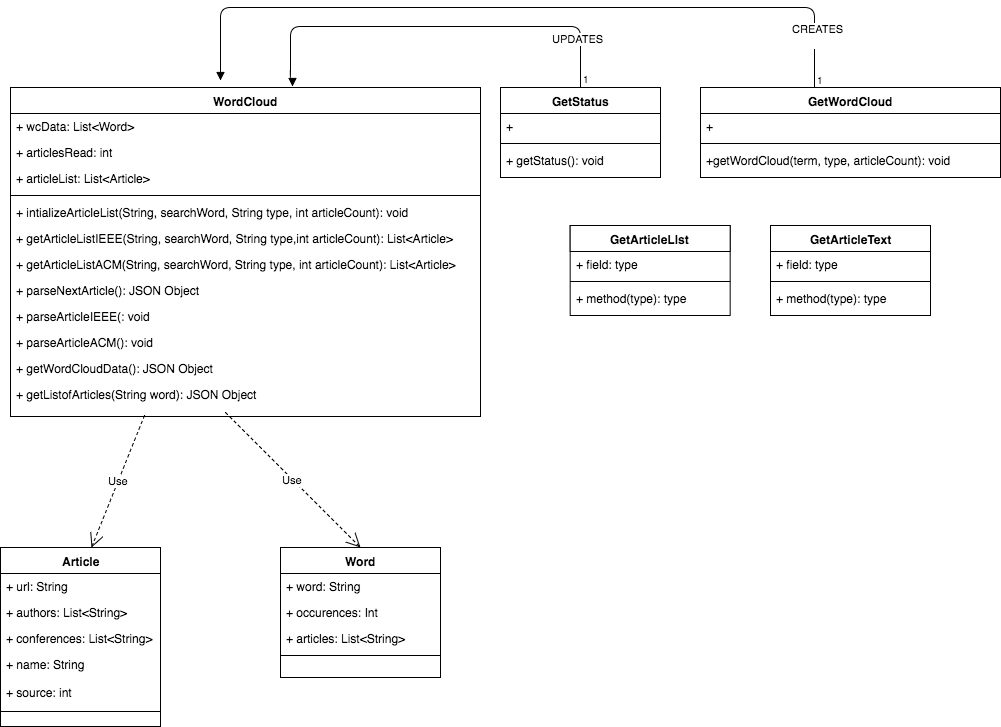 CREATES
UPDATES
1
1
WordCloud
+ wcData: List<Word>
+ articlesRead: int
+ articleList: List<Article>
+ intializeArticleList(String, searchWord, String type, int articleCount): void
+ getArticleListIEEE(String, searchWord, String type,int articleCount): List<Article>
+ getArticleListACM(String, searchWord, String type, int articleCount): List<Article>
+ parseNextArticle(): JSON Object
+ parseArticleIEEE(: void
+ parseArticleACM(): void
+ getWordCloudData(): JSON Object
+ getListofArticles(String word): JSON Object
GetStatus
+
+ getStatus(): void
GetWordCloud
+
+getWordCloud(term, type, articleCount): void
GetArticleLIst
+ field: type
+ method(type): type
GetArticleText
+ field: type
+ method(type): type
Use
Use
Article
+ url: String
+ authors: List<String>
+ conferences: List<String>
+ name: String
+ source: int
Word
+ word: String
+ occurences: Int
+ articles: List<String>